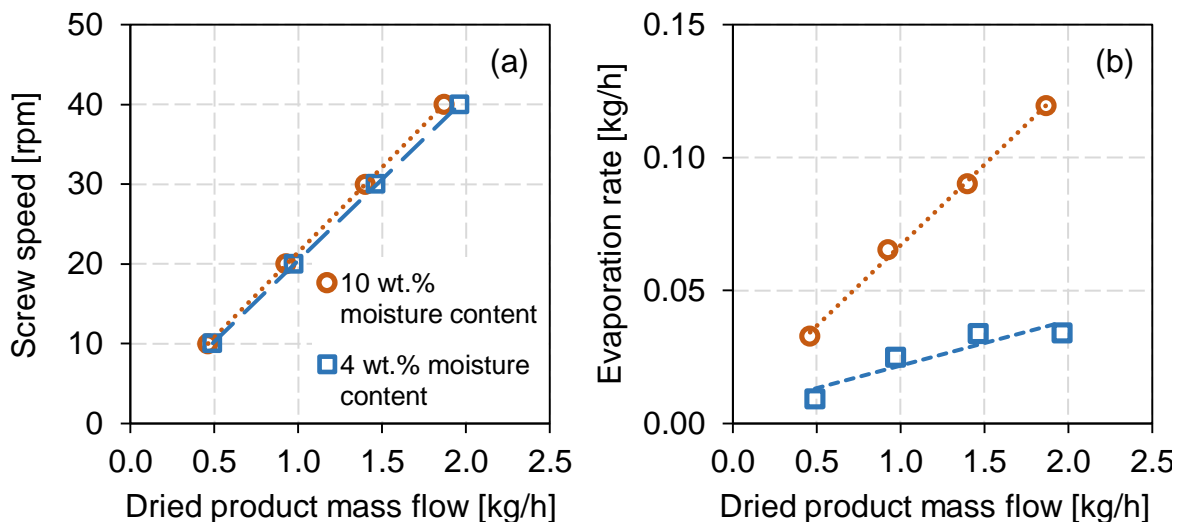 (a)
Screw speed [rpm]
50
40
30
20
10
0
10 wt.%
moisture content
4 wt.% moisture
content
0.0 0.5 1.0 1.5 2.0 2.5
Dried product mass flow [kg/h]
(b)
Evaporation rate [kg/h]
0.15
0.10
0.05
0.00
0.0 0.5 1.0 1.5 2.0 2.5
Dried product mass flow [kg/h]